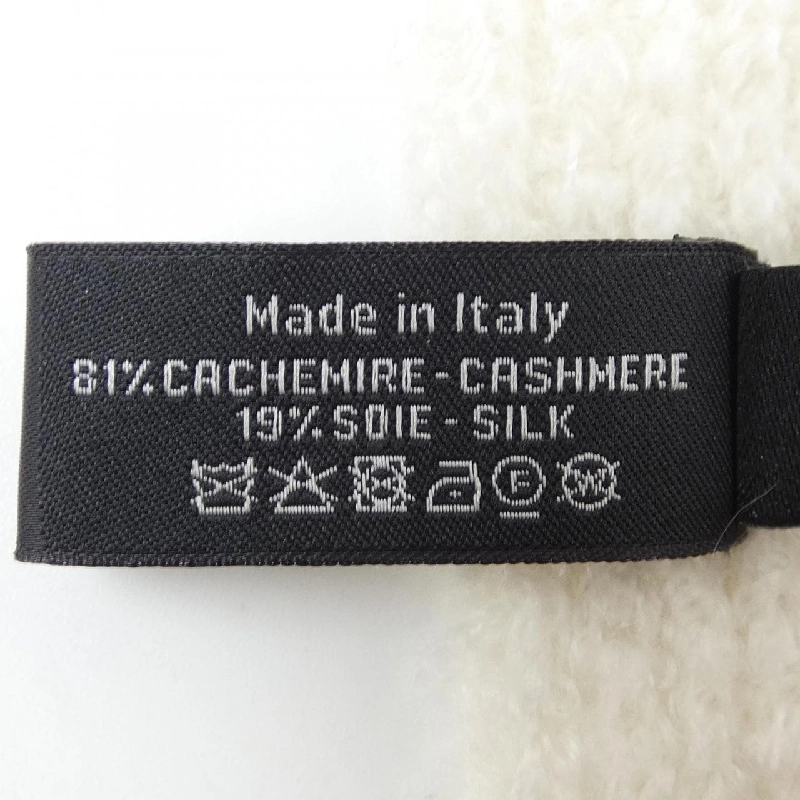 Made in Italy
81% CACHEMIRE - CASHMERE
19% SOIE - SILK
P W